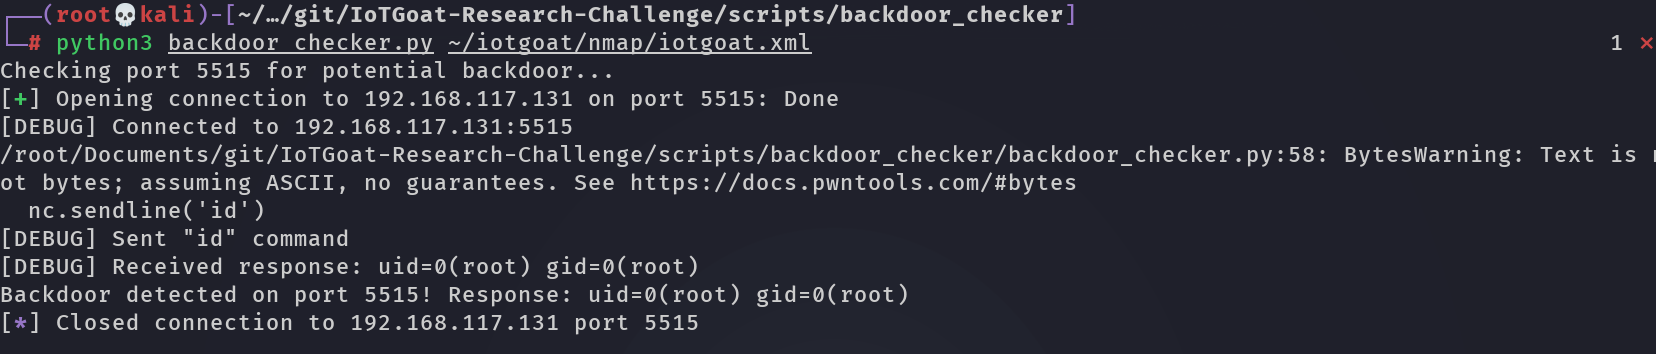 ┌──(root💀kali)-[~/…/git/IoTGoat-Research-Challenge/scripts/backdoor_checker]
└─# python3 backdoor_checker.py ~/iotgoat/nmap/iotgoat.xml 1 ⨯
Checking port 5515 for potential backdoor...
[+] Opening connection to 192.168.117.131 on port 5515: Done
[DEBUG] Connected to 192.168.117.131:5515
/root/Documents/git/IoTGoat-Research-Challenge/scripts/backdoor_checker/backdoor_checker.py:58: BytesWarning: Text is n
ot bytes; assuming ASCII, no guarantees. See https://docs.pwntools.com/#bytes
  nc.sendline('id')
[DEBUG] Sent "id" command
[DEBUG] Received response: uid=0(root) gid=0(root)
Backdoor detected on port 5515! Response: uid=0(root) gid=0(root)
[*] Closed connection to 192.168.117.131 port 5515